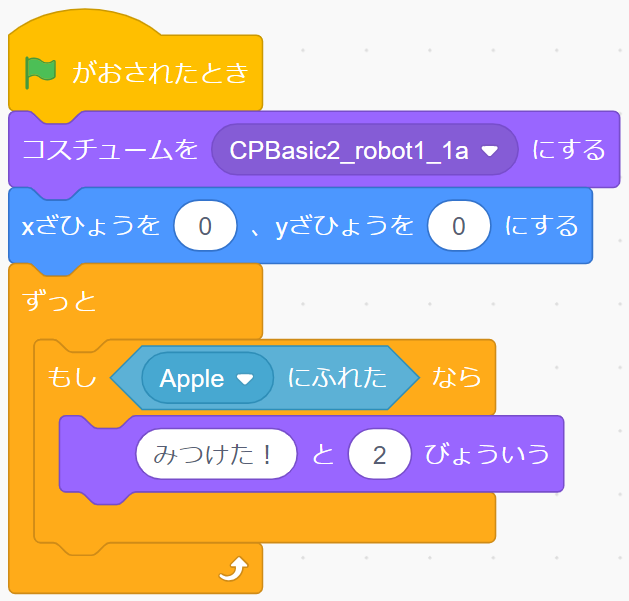 がおされたとき
コスチュームを CPBasic2_robot1_1a にする
xざひょうを 0 、yざひょうを 0 にする
ずっと
もし Apple にふれた なら
みつけた！ と 2 びょういう